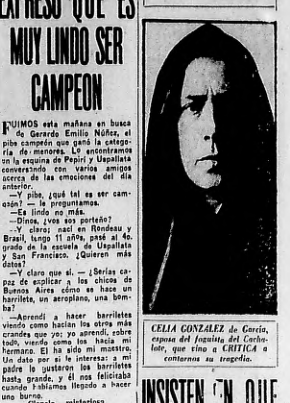 EXPRESO QUE ES
MUY LINDO SER
CAMPEON
FUIMOS esta mañana en busca
de Gerardo Emilio Núñez, el
pibe campeón que ganó la catego-
ría de menores. Lo encontramos
en la esquina de Pepirí y Uspallata
conversando con varios amigos
acerca de las emociones del día
anterior.
—Y pibe, ¿qué tal es ser cam-
peón? — le preguntamos.
—Es lindo no más.
—Dinos, ¿vos sos porteño?
—Y claro; nací en Rondeau y
Brasil, tengo 11 años, pasé al 4o.
grado de la escuela de Uspallata
y San Francisco. ¿Quieren más
datos?
—Y claro que sí. — ¿Serías ca-
paz de explicar a los chicos de
Buenos Aires cómo se hace un
barrilete, un aeroplano, una bom-
ba?
—Aprendí a hacer barriletes
viendo como hacían los otros más
grandes que yo; yo aprendí, sobre
todo, viendo como los hacía mi
hermano. El ha sido mi maestro.
Un dato por si le interesa: a mi
padre le gustaron los barriletes
hasta grande, y él nos felicitaba
cuando habíamos llegado a hacer
uno bueno.
misteriosa
CELIA GONZALEZ de García,
esposa del foguista del Cacha-
lote, que vino a CRITICA a
contarnos su tragedia.
INSISTEN EN QUE